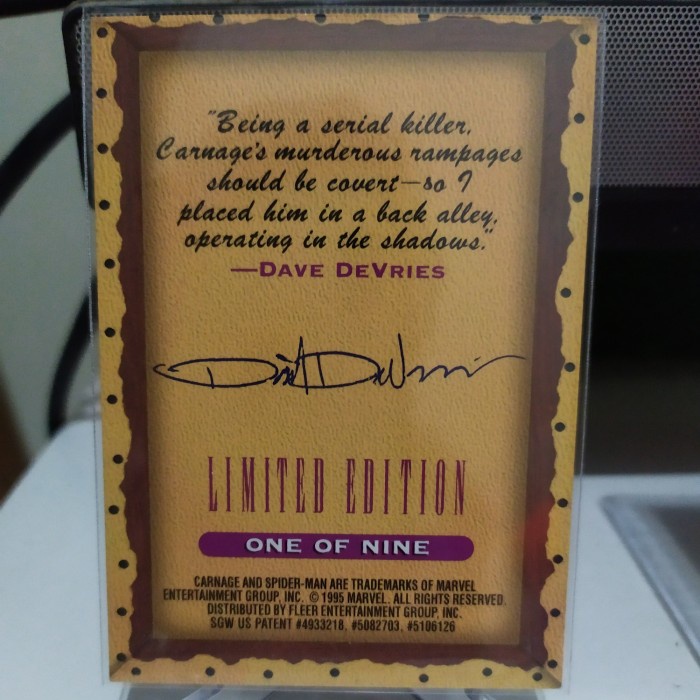 "Being a serial killer,
Carnage's murderous rampages
should be covert—so I
placed him in a back alley,
operating in the shadows."
—DAVE DEVRIES
Dave DeVries
LIMITED EDITION
ONE OF NINE
CARNAGE AND SPIDER-MAN ARE TRADEMARKS OF MARVEL
ENTERTAINMENT GROUP, INC. © 1995 MARVEL. ALL RIGHTS RESERVED.
DISTRIBUTED BY FLEER ENTERTAINMENT GROUP, INC.
SGW US PATENT #4933218, #5082703, #5106126